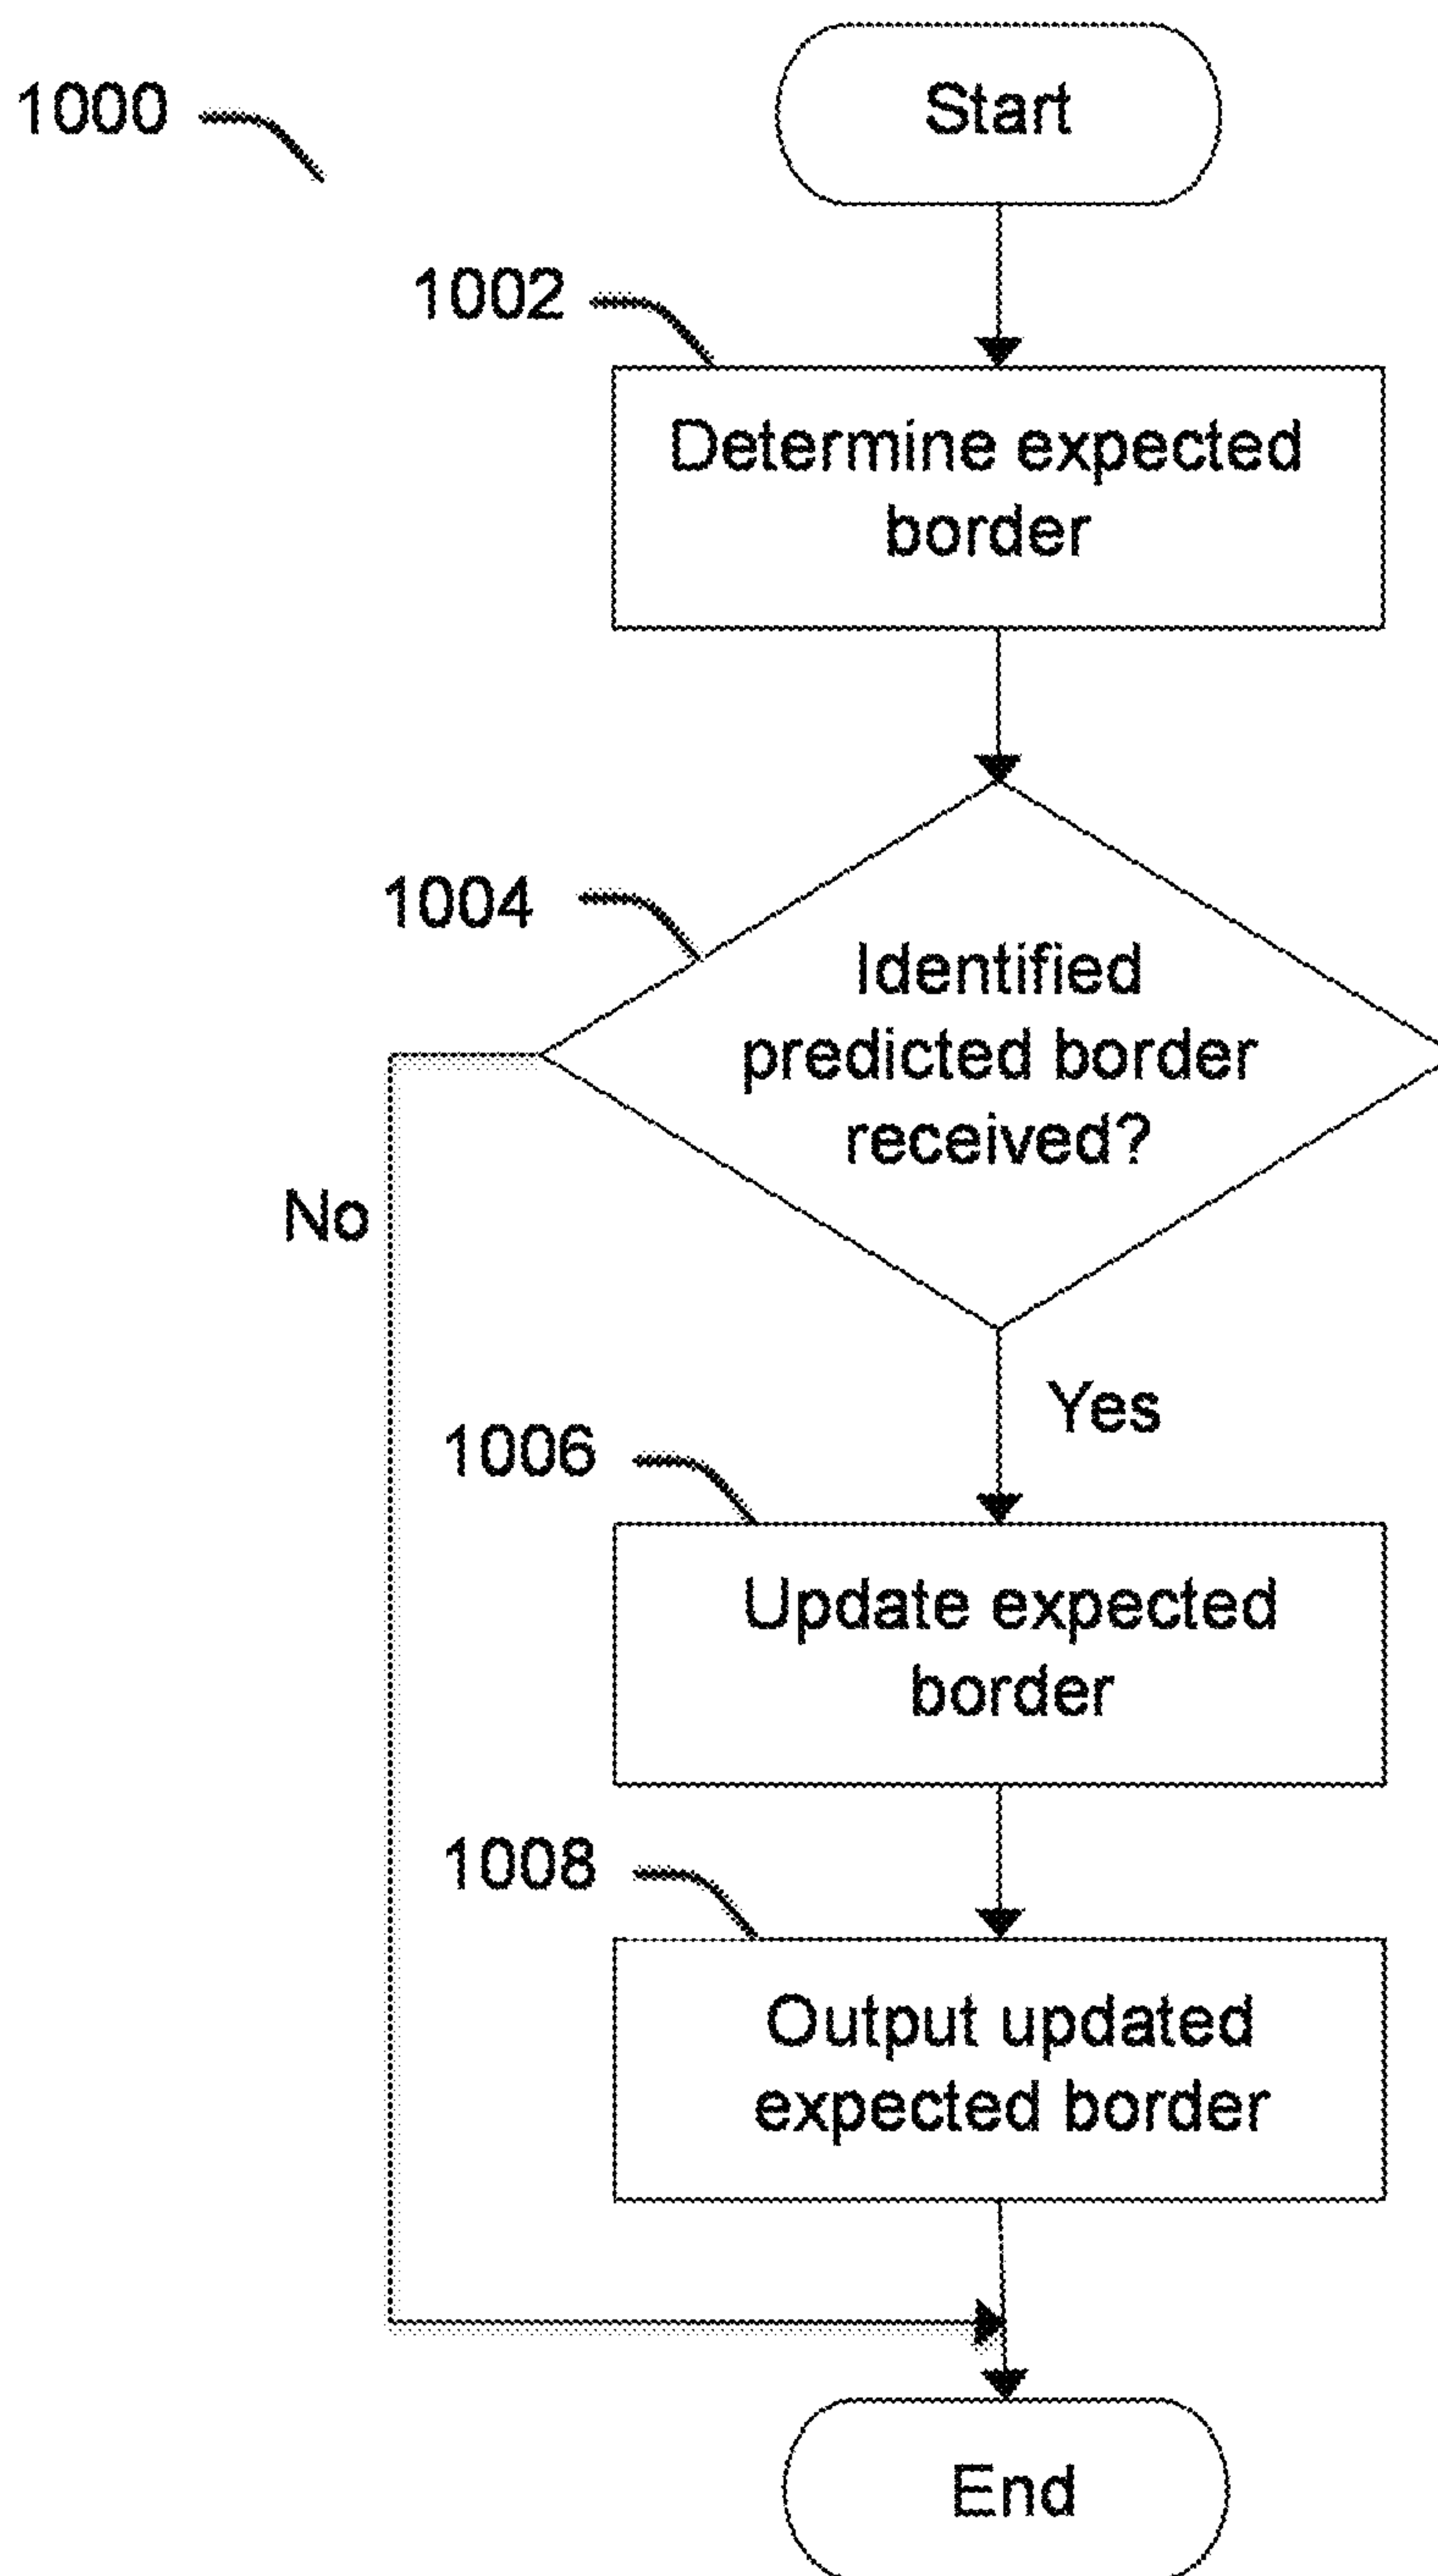 1000
Start
1002
Determine expected
border
1004
Identified
predicted border
received?
No
Yes
1006
Update expected
border
1008
Output updated
expected border
End